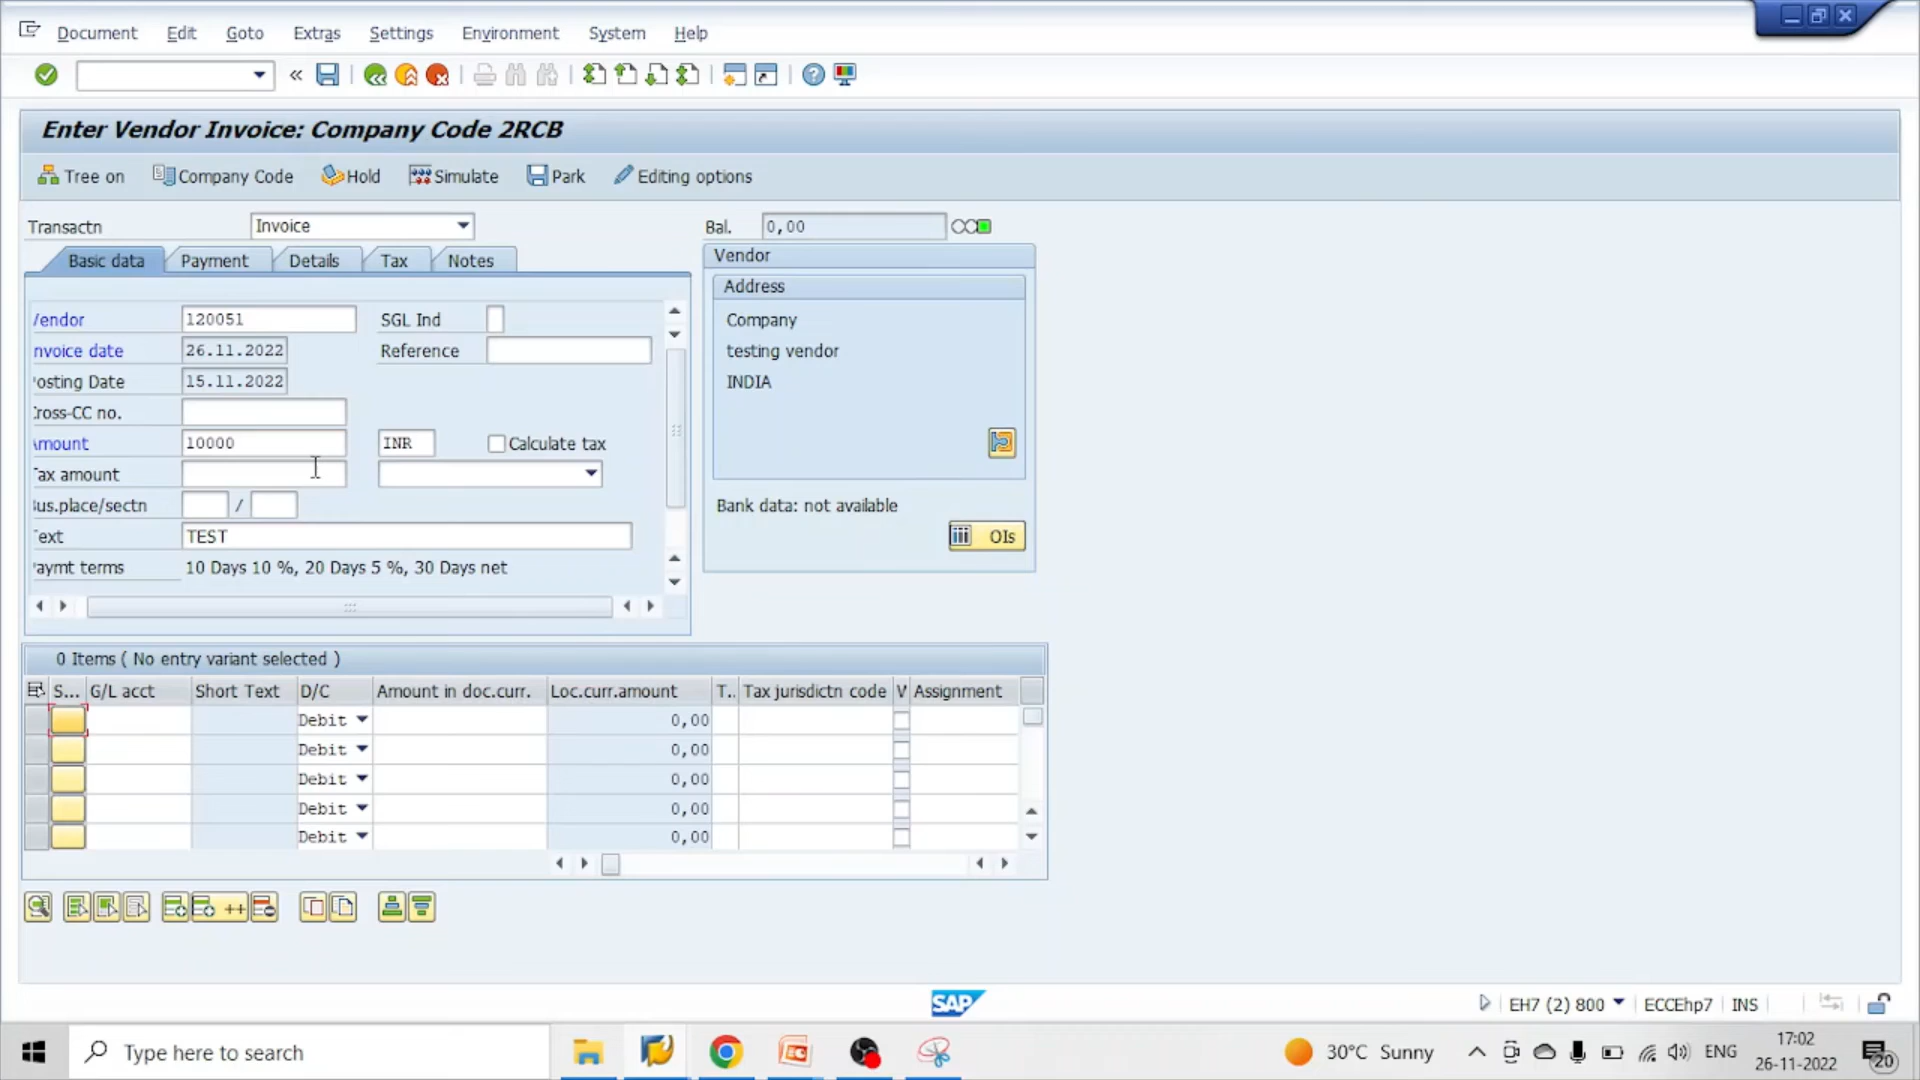 Document Edit Goto Extras Settings Environment System Help
Enter Vendor Invoice: Company Code 2RCB
Tree on Company Code Hold Simulate Park Editing options
Transactn Invoice Bal. 0,00
Basic data Payment Details Tax Notes
Vendor
Address
Company
testing vendor
INDIA
Bank data: not available
OIs
/endor 120051 SGL Ind
nvoice date 26.11.2022 Reference
osting Date 15.11.2022
ross-CC no.
mount 10000 INR Calculate tax
ax amount
us.place/sectn /
ext TEST
aymt terms 10 Days 10 %, 20 Days 5 %, 30 Days net
0 Items ( No entry variant selected )
S... G/L acct Short Text D/C Amount in doc.curr. Loc.curr.amount T.. Tax jurisdictn code V Assignment
Debit 0,00
Debit 0,00
Debit 0,00
Debit 0,00
Debit 0,00
SAP
EH7 (2) 800 ECCEhp7 INS
Type here to search
30°C Sunny
ENG
17:02
26-11-2022
20